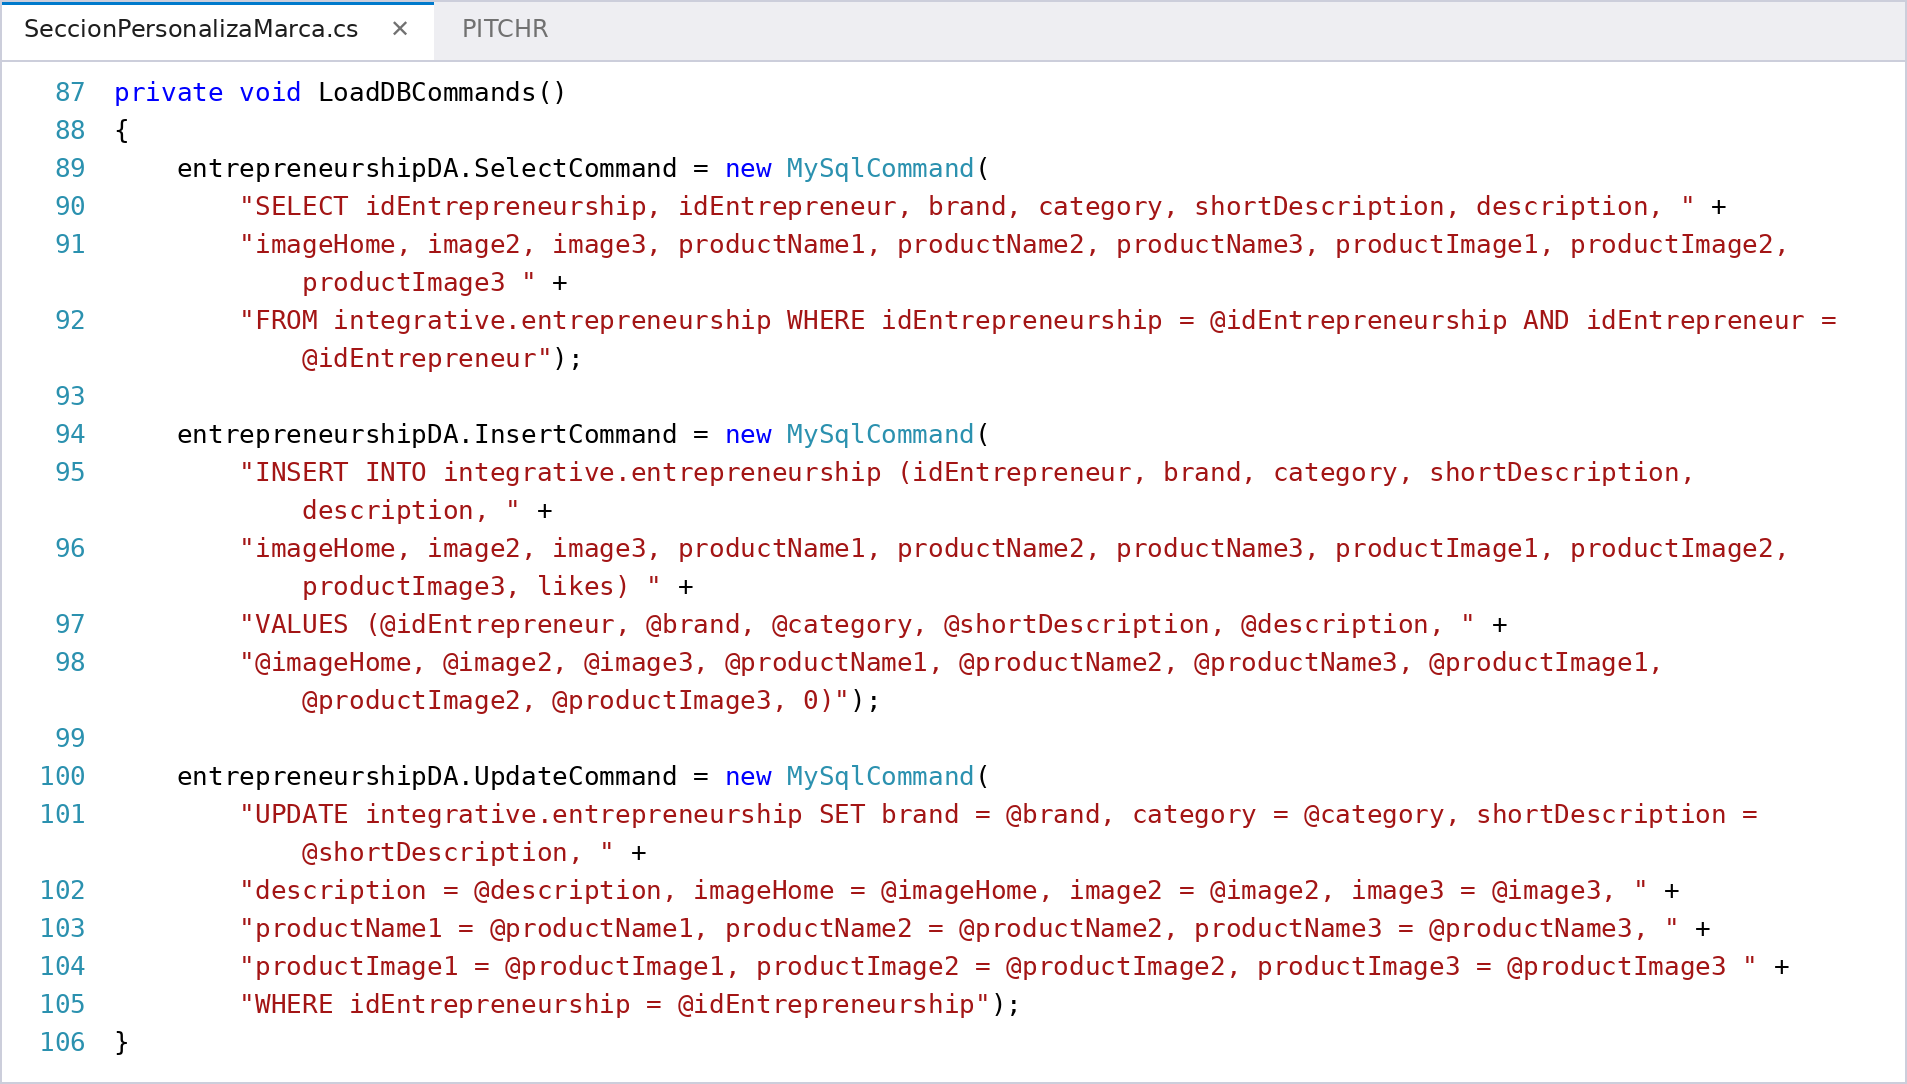 SeccionPersonalizaMarca.cs ✕ PITCHR
87 private void LoadDBCommands()
88 {
89 entrepreneurshipDA.SelectCommand = new MySqlCommand(
90 "SELECT idEntrepreneurship, idEntrepreneur, brand, category, shortDescription, description, " +
91 "imageHome, image2, image3, productName1, productName2, productName3, productImage1, productImage2,
productImage3 " +
92 "FROM integrative.entrepreneurship WHERE idEntrepreneurship = @idEntrepreneurship AND idEntrepreneur =
@idEntrepreneur");
93
94 entrepreneurshipDA.InsertCommand = new MySqlCommand(
95 "INSERT INTO integrative.entrepreneurship (idEntrepreneur, brand, category, shortDescription,
description, " +
96 "imageHome, image2, image3, productName1, productName2, productName3, productImage1, productImage2,
productImage3, likes) " +
97 "VALUES (@idEntrepreneur, @brand, @category, @shortDescription, @description, " +
98 "@imageHome, @image2, @image3, @productName1, @productName2, @productName3, @productImage1,
@productImage2, @productImage3, 0)");
99
100 entrepreneurshipDA.UpdateCommand = new MySqlCommand(
101 "UPDATE integrative.entrepreneurship SET brand = @brand, category = @category, shortDescription =
@shortDescription, " +
102 "description = @description, imageHome = @imageHome, image2 = @image2, image3 = @image3, " +
103 "productName1 = @productName1, productName2 = @productName2, productName3 = @productName3, " +
104 "productImage1 = @productImage1, productImage2 = @productImage2, productImage3 = @productImage3 " +
105 "WHERE idEntrepreneurship = @idEntrepreneurship");
106 }